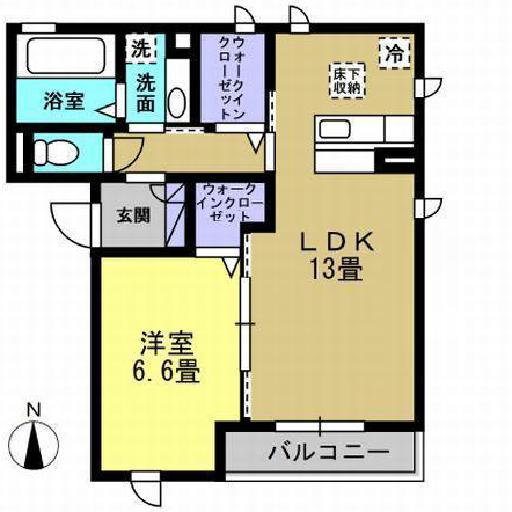 洗
浴室
洗面
ウォークイン
クローゼット
冷
床下
収納
玄関
ウォーク
インクロー
ゼット
LDK
13畳
洋室
6.6畳
バルコニー
N